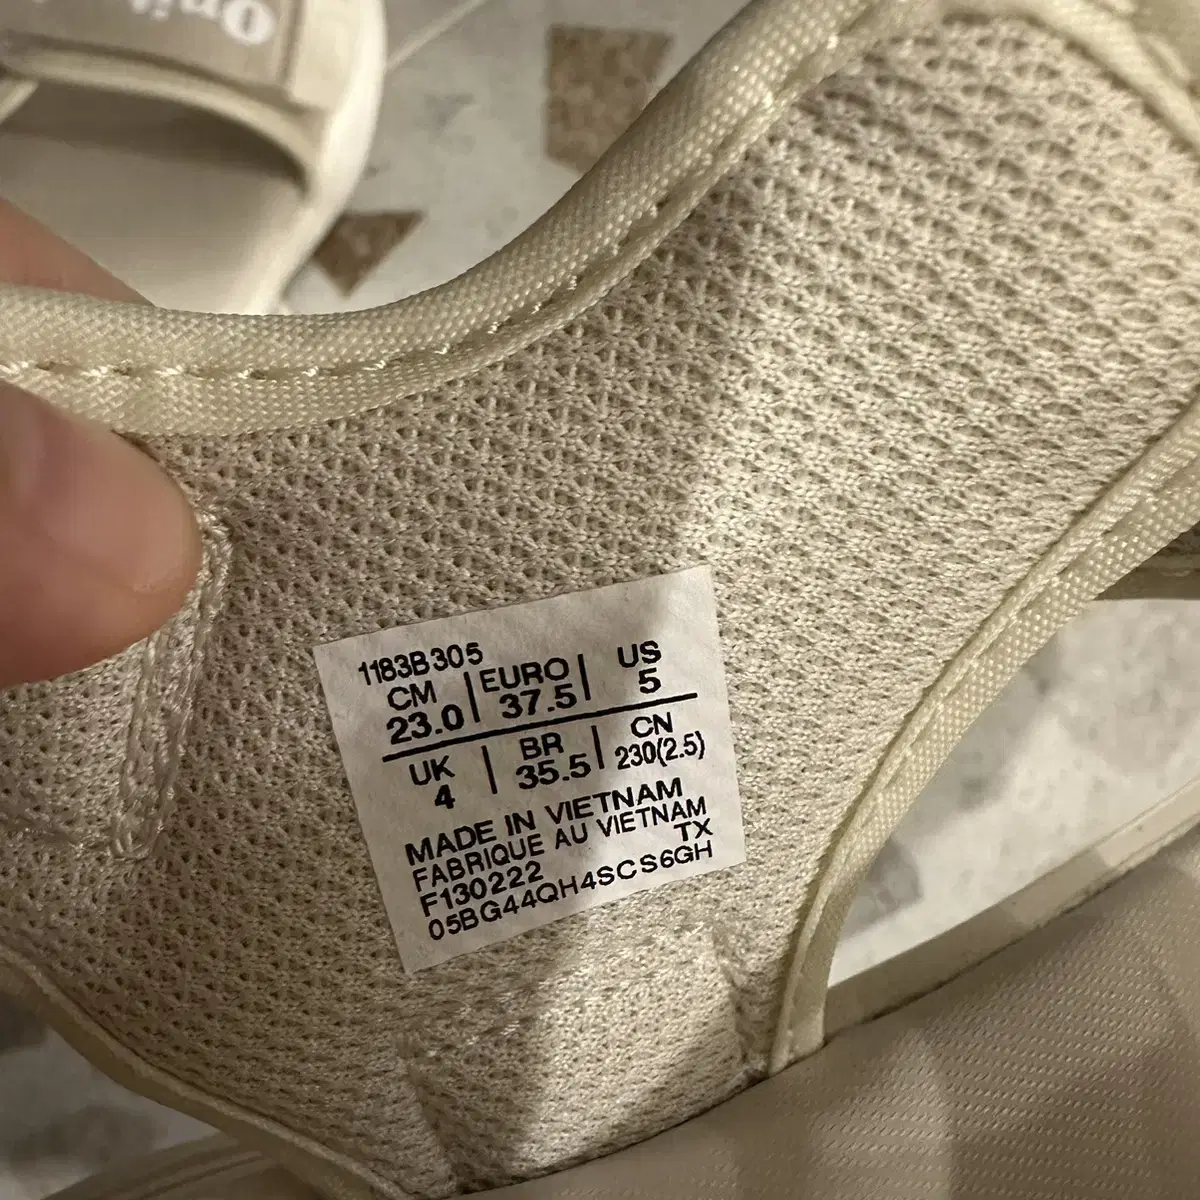 Onit
1183B305
CM | EURO | US
23.0 | 37.5 | 5
UK | BR | CN
4 | 35.5 | 230(2.5)
MADE IN VIETNAM
FABRIQUE AU VIETNAM
F130222 TX
05BG44QH4SCS6GH